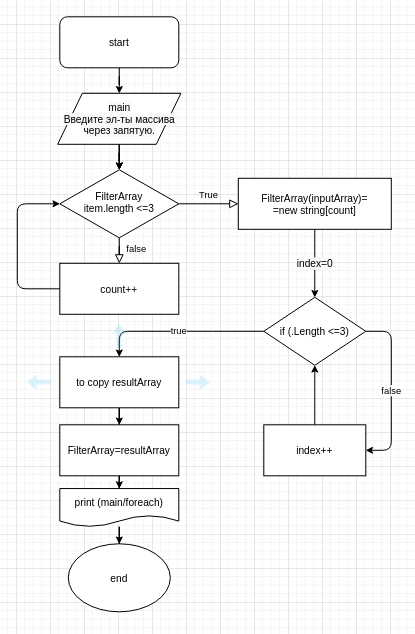 start
main
Введите эл-ты массива
через запятую.
FilterArray
item.length <=3
True
FilterArray(inputArray)=
=new string[count]
false
index=0
count++
if (.Length <=3)
true
false
to copy resultArray
FilterArray=resultArray
index++
print (main/foreach)
end